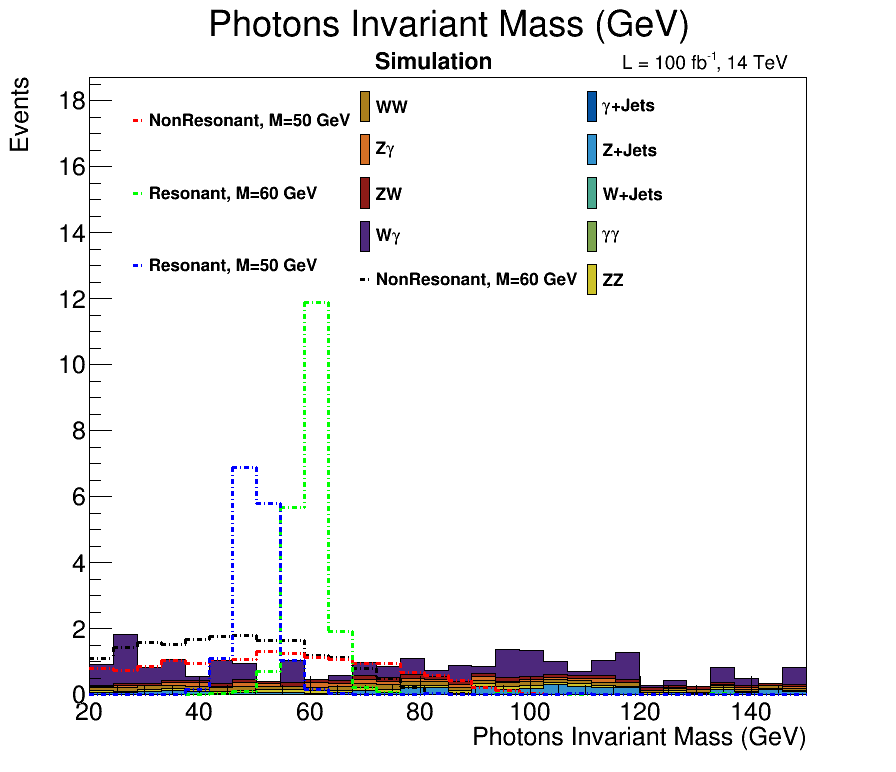 Photons Invariant Mass (GeV)
Simulation
L = 100 fb⁻¹, 14 TeV
Events
18
16
14
12
10
8
6
4
2
0
NonResonant, M=50 GeV
Resonant, M=60 GeV
Resonant, M=50 GeV
WW
Zγ
ZW
Wγ
NonResonant, M=60 GeV
γ+Jets
Z+Jets
W+Jets
γγ
ZZ
20 40 60 80 100 120 140
Photons Invariant Mass (GeV)